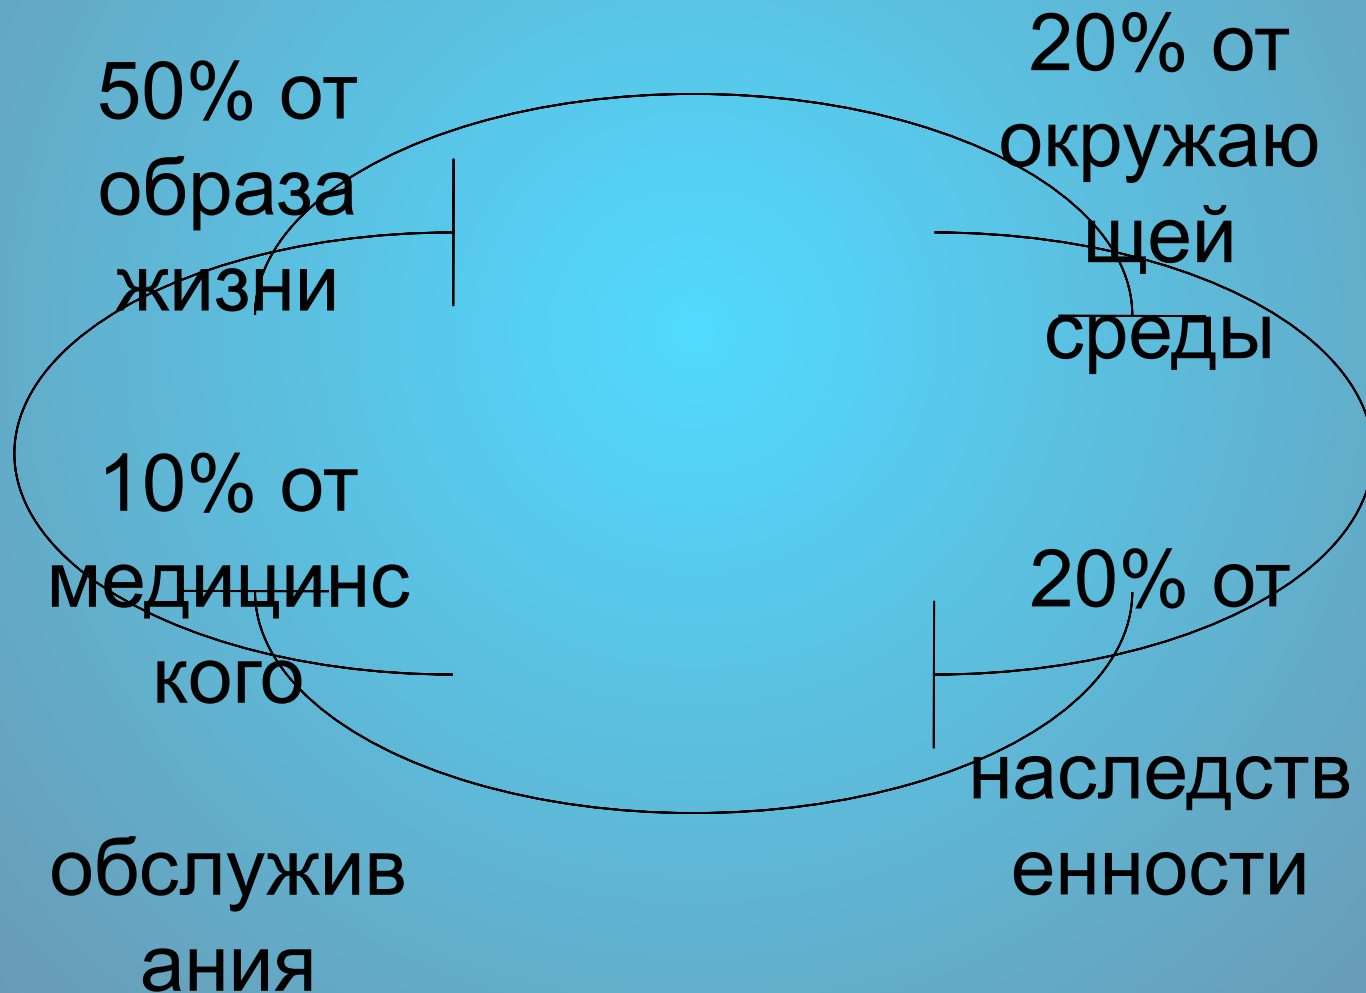 50% от
образа
жизни
20% от
окружаю
щей
среды
10% от
медицинс
кого
обслужив
ания
20% от
наследств
енности